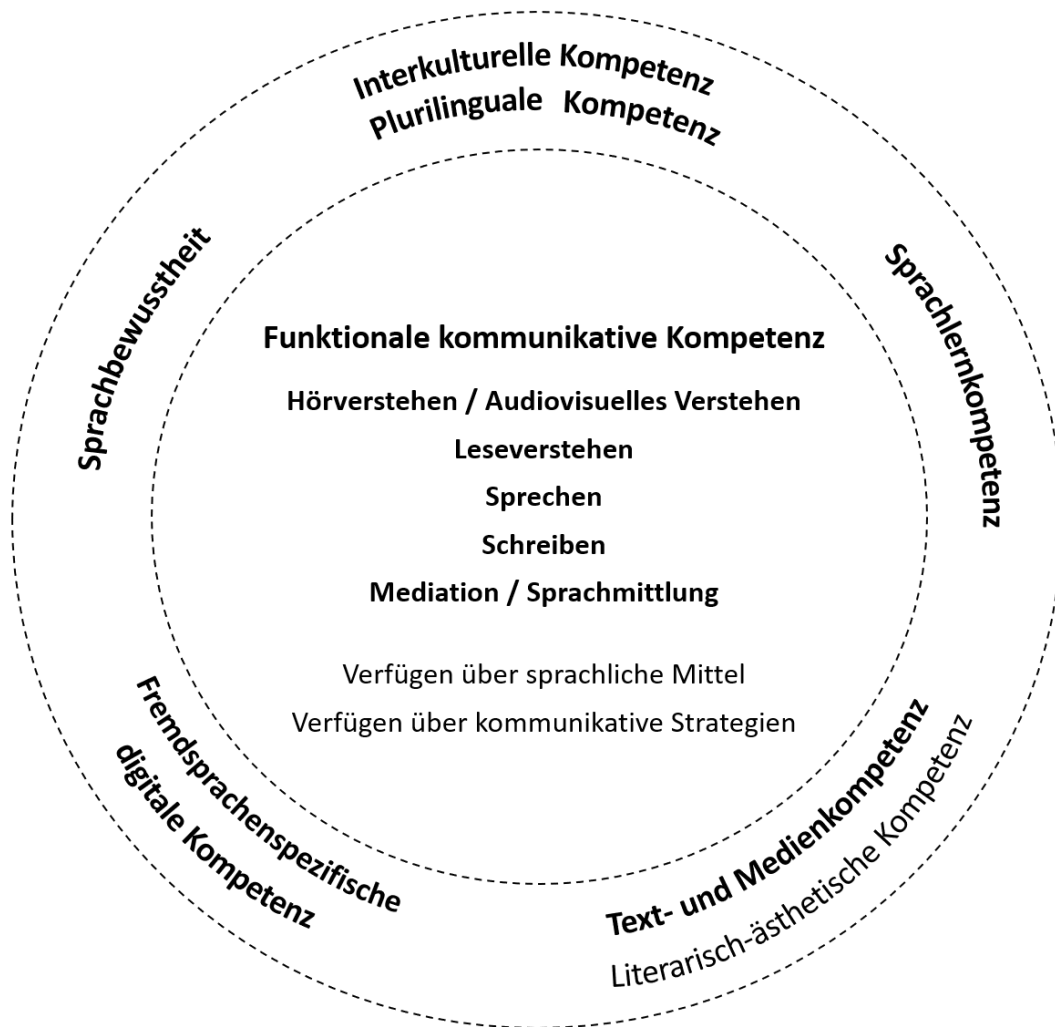 Interkulturelle Kompetenz
Plurilinguale Kompetenz
Sprachbewusstheit
Sprachlernkompetenz
Funktionale kommunikative Kompetenz
Hörverstehen / Audiovisuelles Verstehen
Leseverstehen
Sprechen
Schreiben
Mediation / Sprachmittlung
Verfügen über sprachliche Mittel
Verfügen über kommunikative Strategien
Fremdsprachenspezifische
digitale Kompetenz
Text- und Medienkompetenz
Literarisch-ästhetische Kompetenz